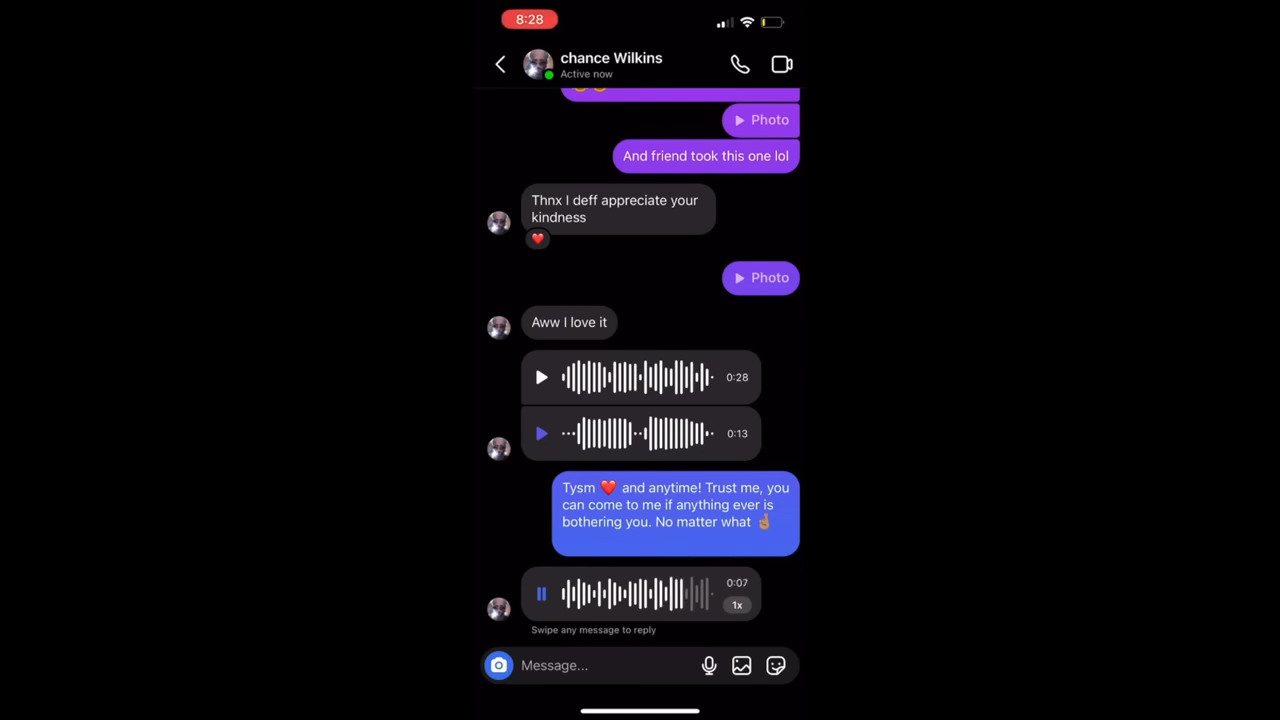 8:28
chance Wilkins
Active now
Photo
And friend took this one lol
Thnx I deff appreciate your
kindness
Photo
Aww I love it
0:28
0:13
Tysm ❤️ and anytime! Trust me, you
can come to me if anything ever is
bothering you. No matter what 🤞🏽
0:07
1x
Swipe any message to reply
Message...